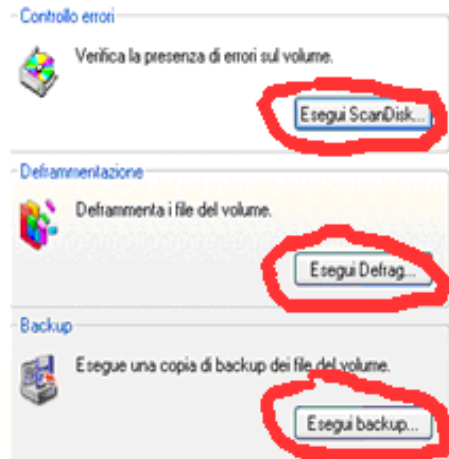 Controllo errori
Verifica la presenza di errori sul volume.
Esegui ScanDisk...
Deframmentazione
Deframmenta i file del volume.
Esegui Defrag...
Backup
Esegue una copia di backup dei file del volume.
Esegui backup...